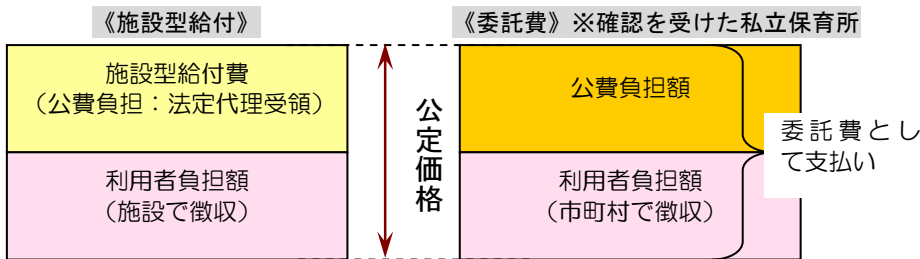 《施設型給付》
《委託費》※確認を受けた私立保育所
施設型給付費
(公費負担:法定代理受領)
利用者負担額
(施設で徴収)
公定価格
公費負担額
利用者負担額
(市町村で徴収)
委託費とし
て支払い